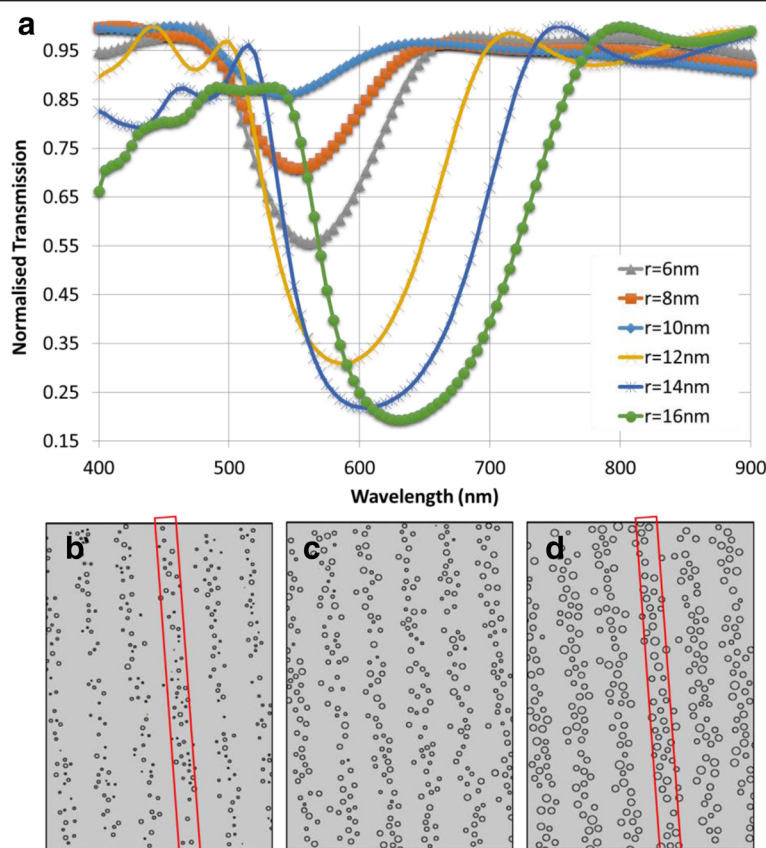 a
0.95
0.85
0.75
0.65
0.55
0.45
0.35
0.25
0.15
Normalised Transmission
r=6nm
r=8nm
r=10nm
r=12nm
r=14nm
r=16nm
400 500 600 700 800 900
Wavelength (nm)
b c d